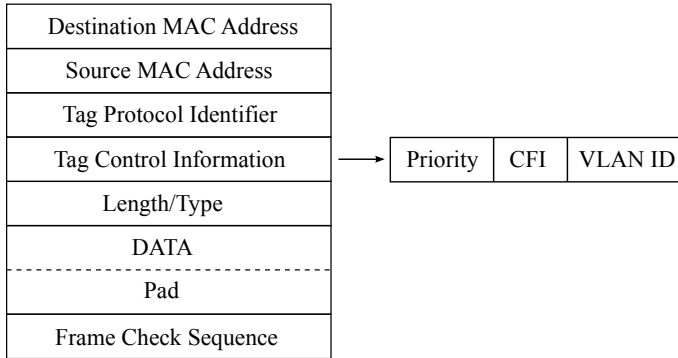 Destination MAC Address
Source MAC Address
Tag Protocol Identifier
Tag Control Information
Priority
CFI
VLAN ID
Length/Type
DATA
Pad
Frame Check Sequence